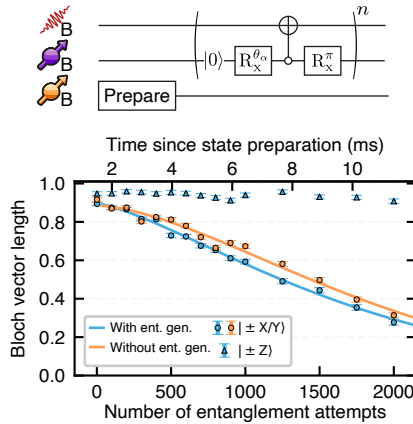 n
B
B |0⟩ R_x^{θ_α} R_x^π
B Prepare
Time since state preparation (ms)
2 4 6 8 10
1.0
0.8
0.6
0.4
0.2
0.0
Bloch vector length
With ent. gen. |± X/Y⟩
Without ent. gen. |± Z⟩
0 500 1000 1500 2000
Number of entanglement attempts